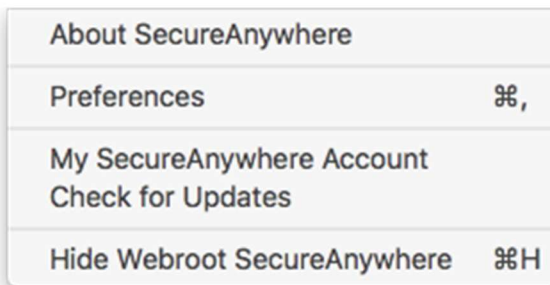 About SecureAnywhere
Preferences ⌘,
My SecureAnywhere Account
Check for Updates
Hide Webroot SecureAnywhere ⌘H